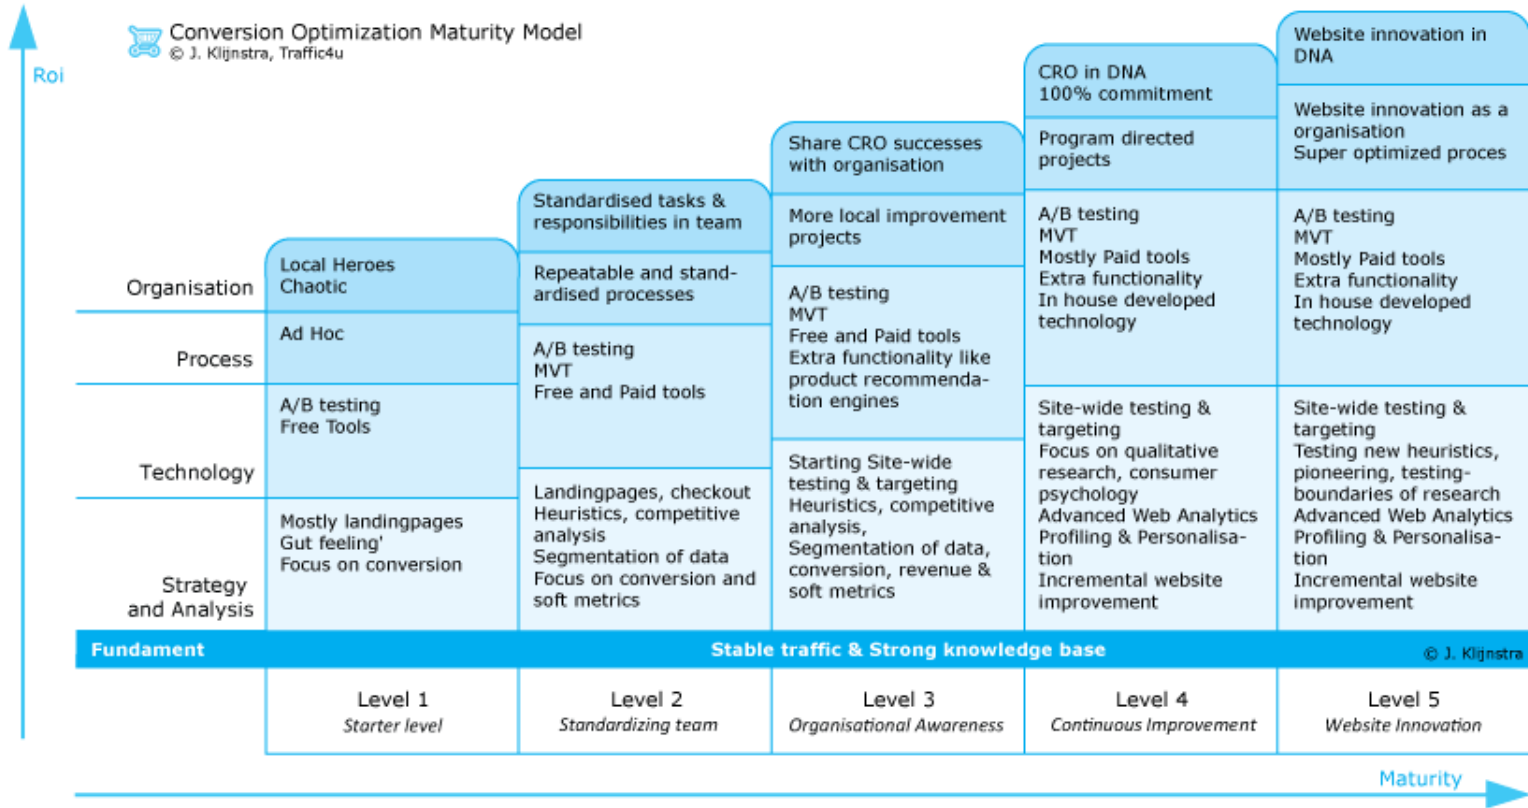 Conversion Optimization Maturity Model
© J. Klijnstra, Traffic4u
Roi
Organisation
Process
Technology
Strategy
and Analysis
Local Heroes
Chaotic
Ad Hoc
A/B testing
Free Tools
Mostly landingpages
Gut feeling'
Focus on conversion
Standardised tasks &
responsibilities in team
Repeatable and stand-
ardised processes
A/B testing
MVT
Free and Paid tools
Landingpages, checkout
Heuristics, competitive
analysis
Segmentation of data
Focus on conversion and
soft metrics
Share CRO successes
with organisation
More local improvement
projects
A/B testing
MVT
Free and Paid tools
Extra functionality like
product recommenda-
tion engines
Starting Site-wide
testing & targeting
Heuristics, competitive
analysis,
Segmentation of data,
conversion, revenue &
soft metrics
CRO in DNA
100% commitment
Program directed
projects
A/B testing
MVT
Mostly Paid tools
Extra functionality
In house developed
technology
Site-wide testing &
targeting
Focus on qualitative
research, consumer
psychology
Advanced Web Analytics
Profiling & Personalisa-
tion
Incremental website
improvement
Website innovation in
DNA
Website innovation as a
organisation
Super optimized proces
A/B testing
MVT
Mostly Paid tools
Extra functionality
In house developed
technology
Site-wide testing &
targeting
Testing new heuristics,
pioneering, testing-
boundaries of research
Advanced Web Analytics
Profiling & Personalisa-
tion
Incremental website
improvement
Fundament
Stable traffic & Strong knowledge base
© J. Klijnstra
Level 1
Starter level
Level 2
Standardizing team
Level 3
Organisational Awareness
Level 4
Continuous Improvement
Level 5
Website Innovation
Maturity